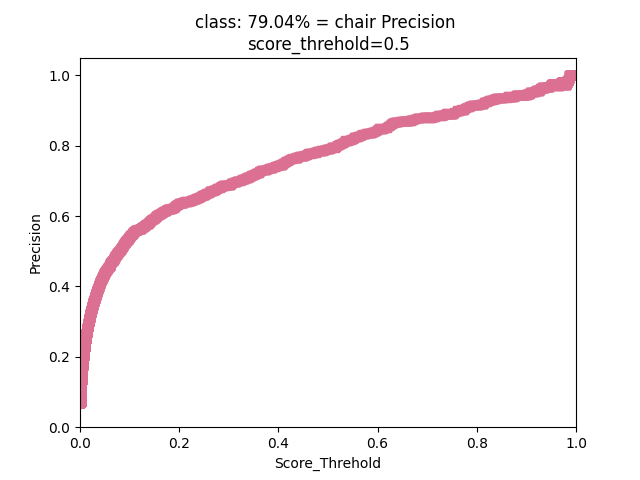 class: 79.04% = chair Precision
score_threhold=0.5
1.0
0.8
0.6
0.4
0.2
0.0
Precision
0.0 0.2 0.4 0.6 0.8 1.0
Score_Threhold